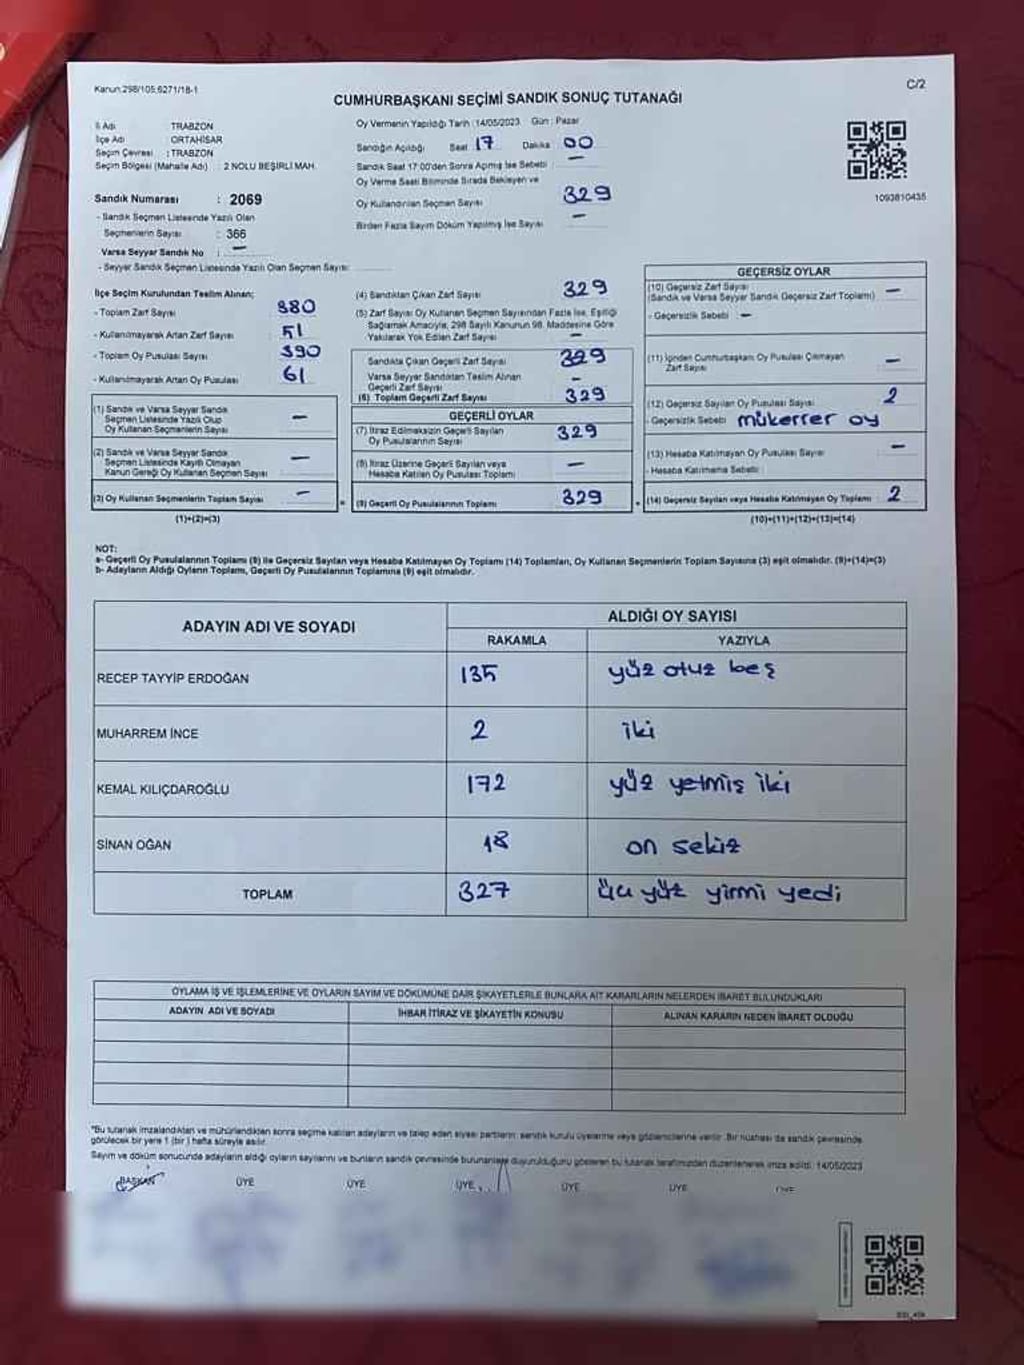 Kanun:298/105;6271/18-1
C/2
CUMHURBAŞKANI SEÇİMİ SANDIK SONUÇ TUTANAĞI
İl Adı : TRABZON
İlçe Adı : ORTAHİSAR
Seçim Çevresi : TRABZON
Seçim Bölgesi (Mahalle Adı) : 2 NOLU BEŞİRLİ MAH.
Sandık Numarası : 2069
- Sandık Seçmen Listesinde Yazılı Olan
Seçmenlerin Sayısı : 366
Varsa Seyyar Sandık No : —
- Seyyar Sandık Seçmen Listesinde Yazılı Olan Seçmen Sayısı:
Oy Vermenin Yapıldığı Tarih :14/05/2023 Gün : Pazar
Sandığın Açıldığı Saat 17 Dakika 00
Sandık Saat 17:00'den Sonra Açımış İse Sebebi —
Oy Verme Saati Bitiminde Sırada Bekleyen ve
Oy Kullandırılan Seçmen Sayısı 329
Birden Fazla Sayım Döküm Yapılmış İse Sayısı —
1093810435
İlçe Seçim Kurulundan Teslim Alınan;
- Toplam Zarf Sayısı 380
- Kullanılmayarak Artan Zarf Sayısı 51
- Toplam Oy Pusulası Sayısı 390
- Kullanılmayarak Artan Oy Pusulası 61
(1) Sandık ve Varsa Seyyar Sandık
Seçmen Listesinde Yazılı Olup
Oy Kullanan Seçmenlerin Sayısı —
(2) Sandık ve Varsa Seyyar Sandık
Seçmen Listesinde Kayıtlı Olmayan
Kanun Gereği Oy Kullanan Seçmen Sayısı —
(3) Oy Kullanan Seçmenlerin Toplam Sayısı —
(1)+(2)=(3)
(4) Sandıktan Çıkan Zarf Sayısı 329
(5) Zarf Sayısı Oy Kullanan Seçmen Sayısından Fazla İse, Eşitliği
Sağlamak Amacıyla; 298 Sayılı Kanunun 98. Maddesine Göre
Yakılarak Yok Edilen Zarf Sayısı —
Sandıkta Çıkan Geçerli Zarf Sayısı 329
Varsa Seyyar Sandıktan Teslim Alınan
Geçerli Zarf Sayısı —
(6) Toplam Geçerli Zarf Sayısı 329
GEÇERLİ OYLAR
(7) İtiraz Edilmeksizin Geçerli Sayılan
Oy Pusulalarının Sayısı 329
(8) İtiraz Üzerine Geçerli Sayılan veya
Hesaba Katılan Oy Pusulası Toplamı —
(9) Geçerli Oy Pusulalarının Toplamı 329
GEÇERSİZ OYLAR
(10) Geçersiz Zarf Sayısı
(Sandık ve Varsa Seyyar Sandık Geçersiz Zarf Toplamı) —
- Geçersizlik Sebebi : —
(11) İçinden Cumhurbaşkanı Oy Pusulası Çıkmayan
Zarf Sayısı —
(12) Geçersiz Sayılan Oy Pusulası Sayısı 2
- Geçersizlik Sebebi mükerrer oy
(13) Hesaba Katılmayan Oy Pusulası Sayısı —
- Hesaba Katılmama Sebebi
(14) Geçersiz Sayılan veya Hesaba Katılmayan Oy Toplamı 2
(10)+(11)+(12)+(13)=(14)
NOT:
a- Geçerli Oy Pusulalarının Toplamı (9) ile Geçersiz Sayılan veya Hesaba Katılmayan Oy Toplamı (14) Toplamları, Oy Kullanan Seçmenlerin Toplam Sayısına (3) eşit olmalıdır. (9)+(14)=(3)
b- Adayların Aldığı Oyların Toplamı, Geçerli Oy Pusulalarının Toplamına (9) eşit olmalıdır.
ADAYIN ADI VE SOYADI
ALDIĞI OY SAYISI
RAKAMLA YAZIYLA
RECEP TAYYİP ERDOĞAN 135 yüz otuz beş
MUHARREM İNCE 2 iki
KEMAL KILIÇDAROĞLU 172 yüz yetmiş iki
SİNAN OĞAN 18 on sekiz
TOPLAM 327 üç yüz yirmi yedi
OYLAMA İŞ VE İŞLEMLERİNE VE OYLARIN SAYIM VE DÖKÜMÜNE DAİR ŞİKAYETLERLE BUNLARA AİT KARARLARIN NELERDEN İBARET BULUNDUKLARI
ADAYIN ADI VE SOYADI İHBAR İTİRAZ VE ŞİKAYETİN KONUSU ALINAN KARARIN NEDEN İBARET OLDUĞU
*Bu tutanak imzalandıktan ve mühürlendikten sonra seçime katılan adayların ve talep eden siyasi partilerin sandık kurulu üyelerine veya gözlemcilerine verilir. Bir nüshası da sandık çevresinde
görülecek bir yere 1 (bir) hafta süreyle asılır.
Sayım ve döküm sonucunda adayların aldığı oyların sayılarını ve bunların sandık çevresinde bulunanlara duyurulduğunu gösteren bu tutanak tarafımızdan düzenlenerek imza edildi. 14/05/2023
BAŞKAN ÜYE ÜYE ÜYE ÜYE ÜYE ÜYE